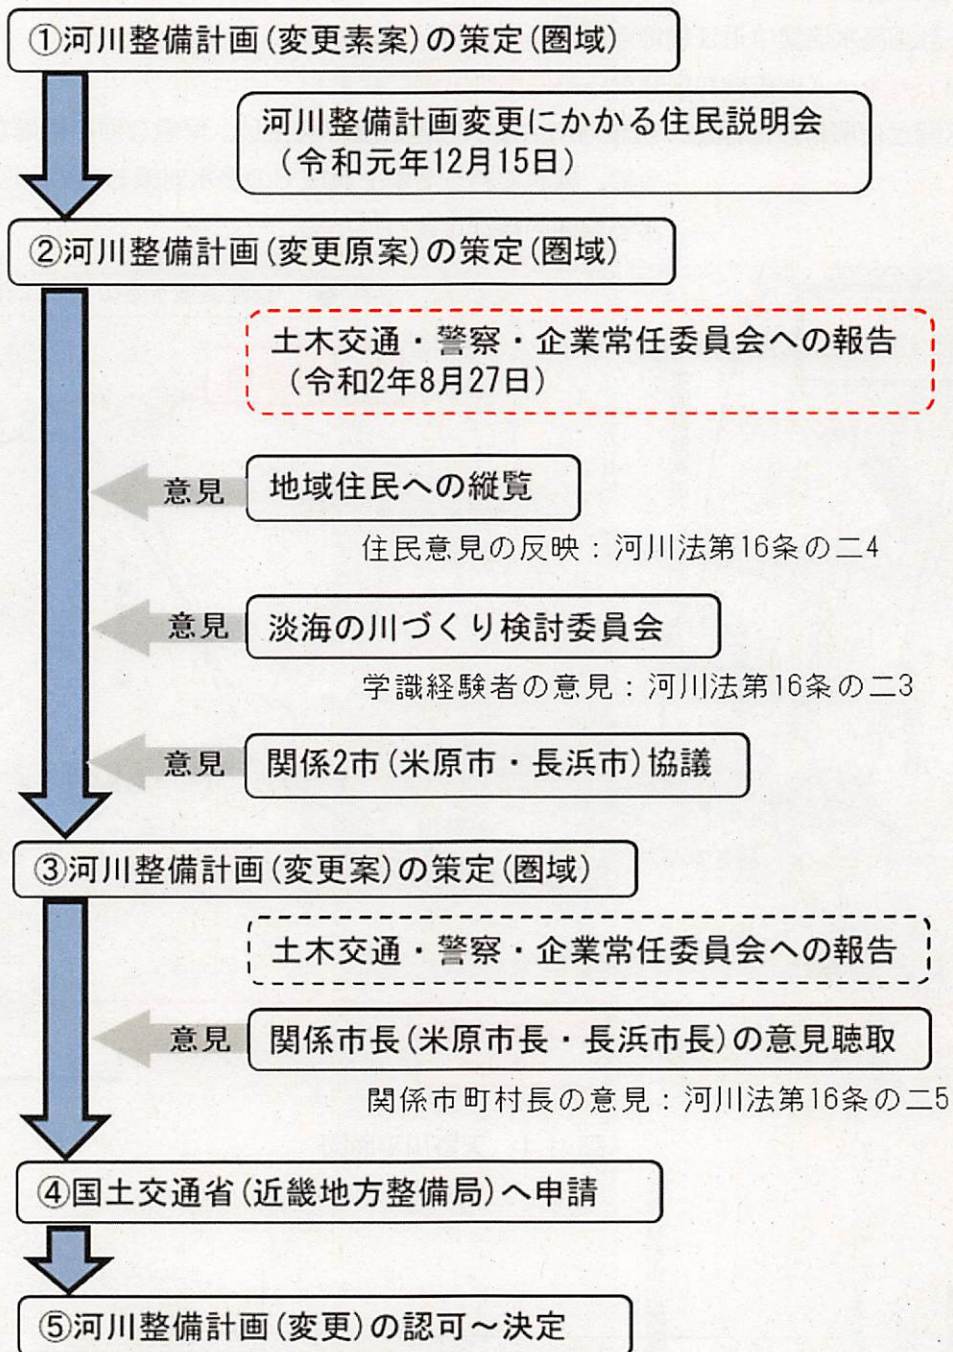 ①河川整備計画(変更素案)の策定(圏域)
河川整備計画変更にかかる住民説明会
(令和元年12月15日)
②河川整備計画(変更原案)の策定(圏域)
土木交通・警察・企業常任委員会への報告
(令和2年8月27日)
意見 地域住民への縦覧
住民意見の反映：河川法第16条の二4
意見 淡海の川づくり検討委員会
学識経験者の意見：河川法第16条の二3
意見 関係2市(米原市・長浜市)協議
③河川整備計画(変更案)の策定(圏域)
土木交通・警察・企業常任委員会への報告
意見 関係市長(米原市長・長浜市長)の意見聴取
関係市町村長の意見：河川法第16条の二5
④国土交通省(近畿地方整備局)へ申請
⑤河川整備計画(変更)の認可～決定